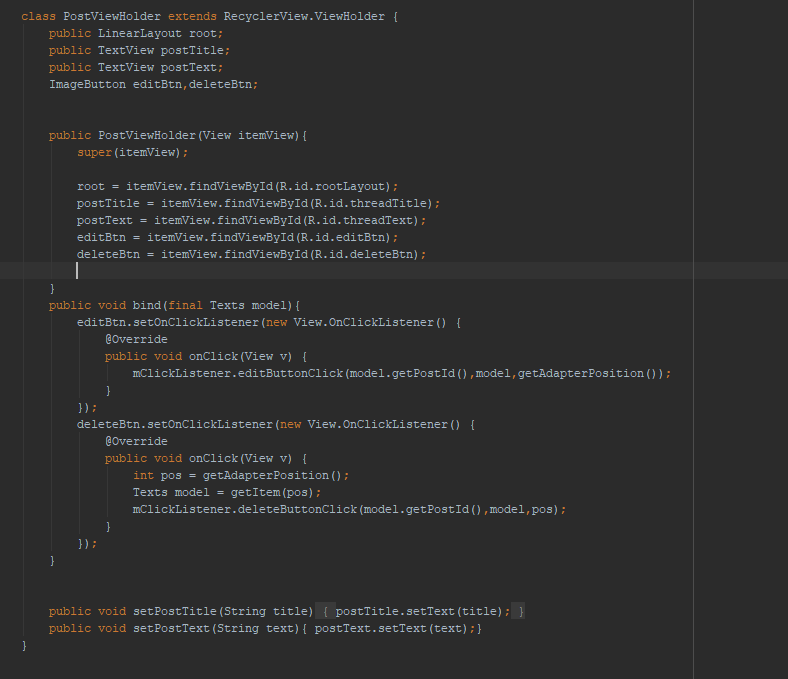 class PostViewHolder extends RecyclerView.ViewHolder {
public LinearLayout root;
public TextView postTitle;
public TextView postText;
ImageButton editBtn,deleteBtn;
public PostViewHolder(View itemView){
super(itemView);
root = itemView.findViewById(R.id.rootLayout);
postTitle = itemView.findViewById(R.id.threadTitle);
postText = itemView.findViewById(R.id.threadText);
editBtn = itemView.findViewById(R.id.editBtn);
deleteBtn = itemView.findViewById(R.id.deleteBtn);
}
public void bind(final Texts model){
editBtn.setOnClickListener(new View.OnClickListener() {
@Override
public void onClick(View v) {
mClickListener.editButtonClick(model.getPostId(),model,getAdapterPosition());
}
});
deleteBtn.setOnClickListener(new View.OnClickListener() {
@Override
public void onClick(View v) {
int pos = getAdapterPosition();
Texts model = getItem(pos);
mClickListener.deleteButtonClick(model.getPostId(),model,pos);
}
});
}
public void setPostTitle(String title) { postTitle.setText(title); }
public void setPostText(String text){ postText.setText(text);}
}